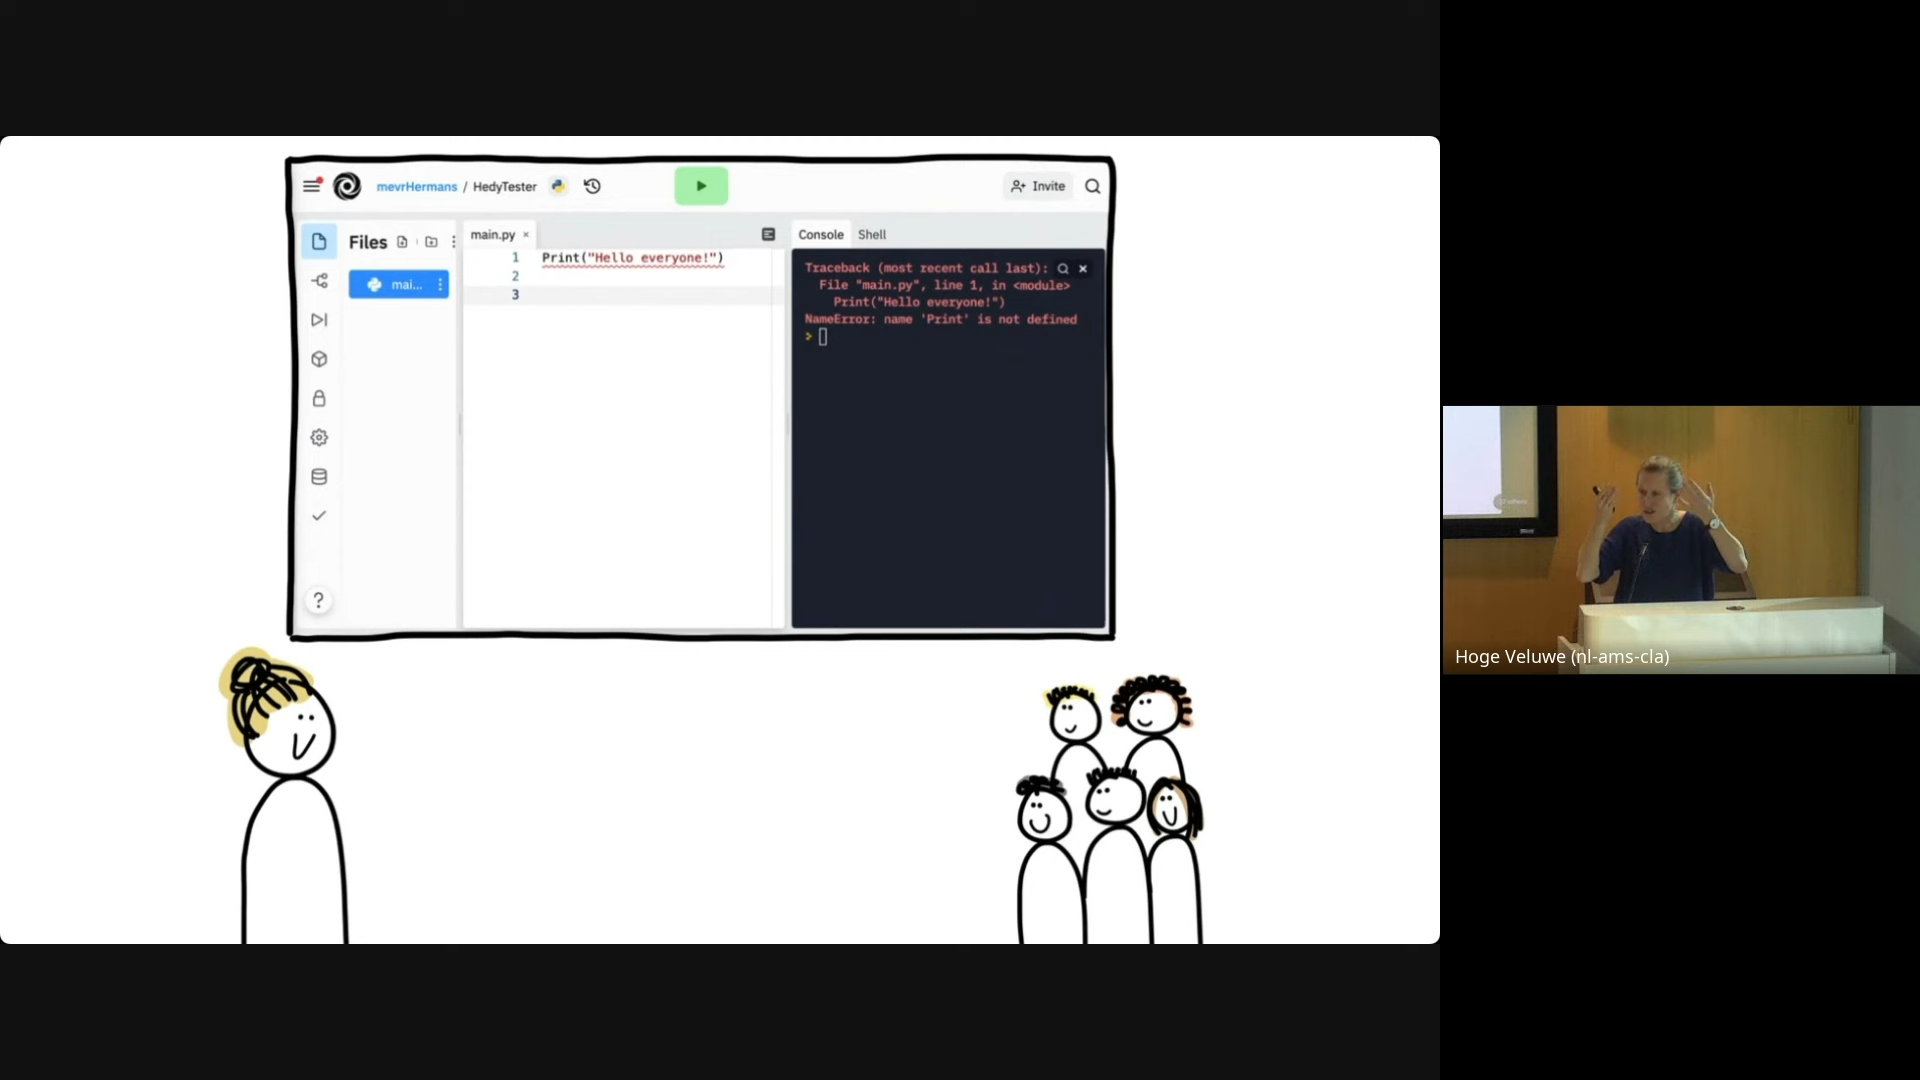 mevrHermans / HedyTester
Invite
Files
main.py ×
Console Shell
mai...
1 Print("Hello everyone!")
2
3
Traceback (most recent call last):
File "main.py", line 1, in <module>
Print("Hello everyone!")
NameError: name 'Print' is not defined
>
?
Hoge Veluwe (nl-ams-cla)